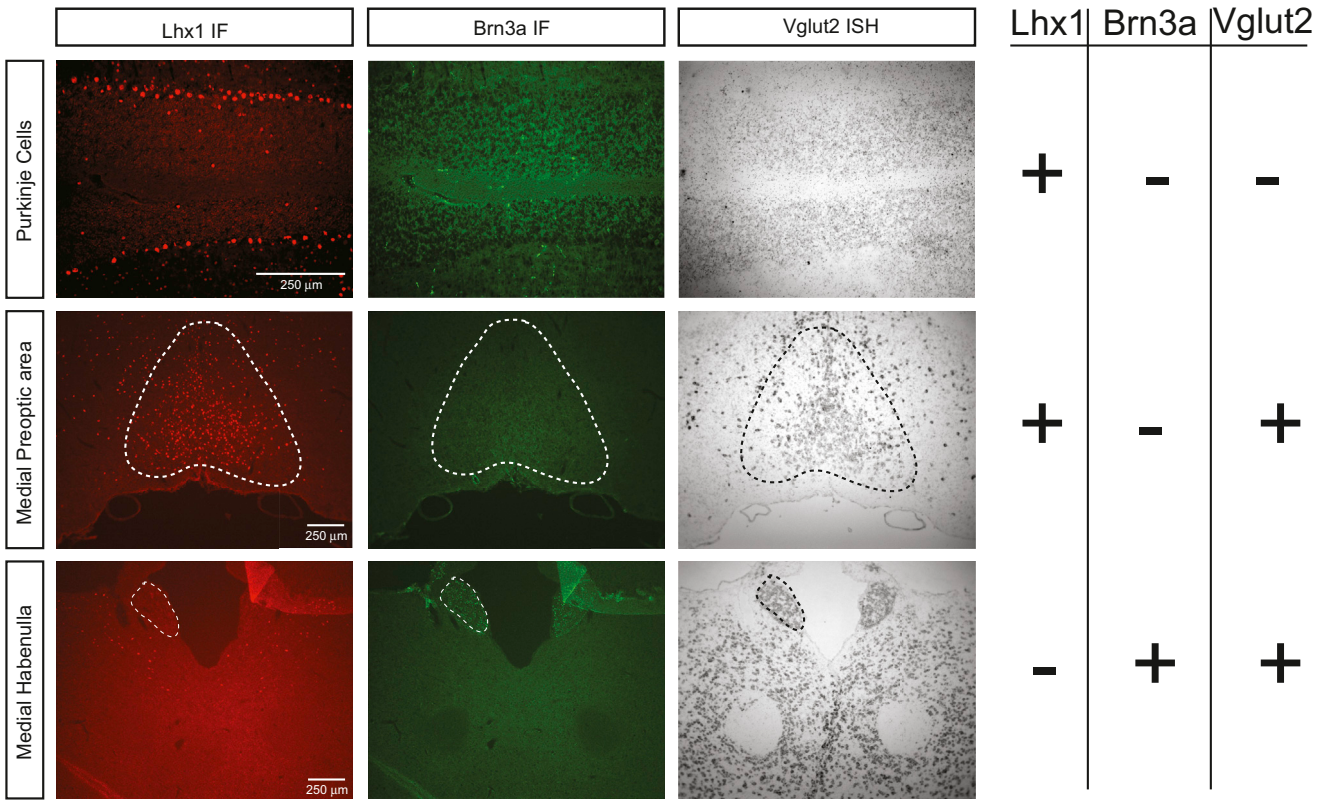 Lhx1 IF
Brn3a IF
Vglut2 ISH
Lhx1 Brn3a Vglut2
Purkinje Cells
250 µm
+ - -
Medial Preoptic area
250 µm
+ - +
Medial Habenulla
250 µm
- + +